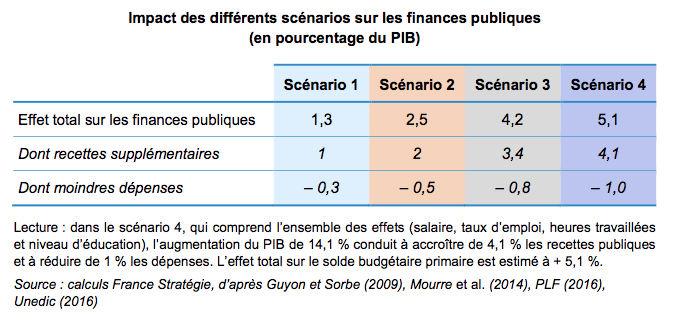 Impact des différents scénarios sur les finances publiques
(en pourcentage du PIB)
Scénario 1 Scénario 2 Scénario 3 Scénario 4
Effet total sur les finances publiques 1,3 2,5 4,2 5,1
Dont recettes supplémentaires 1 2 3,4 4,1
Dont moindres dépenses – 0,3 – 0,5 – 0,8 – 1,0
Lecture : dans le scénario 4, qui comprend l'ensemble des effets (salaire, taux d'emploi, heures travaillées
et niveau d'éducation), l'augmentation du PIB de 14,1 % conduit à accroître de 4,1 % les recettes publiques
et à réduire de 1 % les dépenses. L'effet total sur le solde budgétaire primaire est estimé à + 5,1 %.
Source : calculs France Stratégie, d'après Guyon et Sorbe (2009), Mourre et al. (2014), PLF (2016),
Unedic (2016)